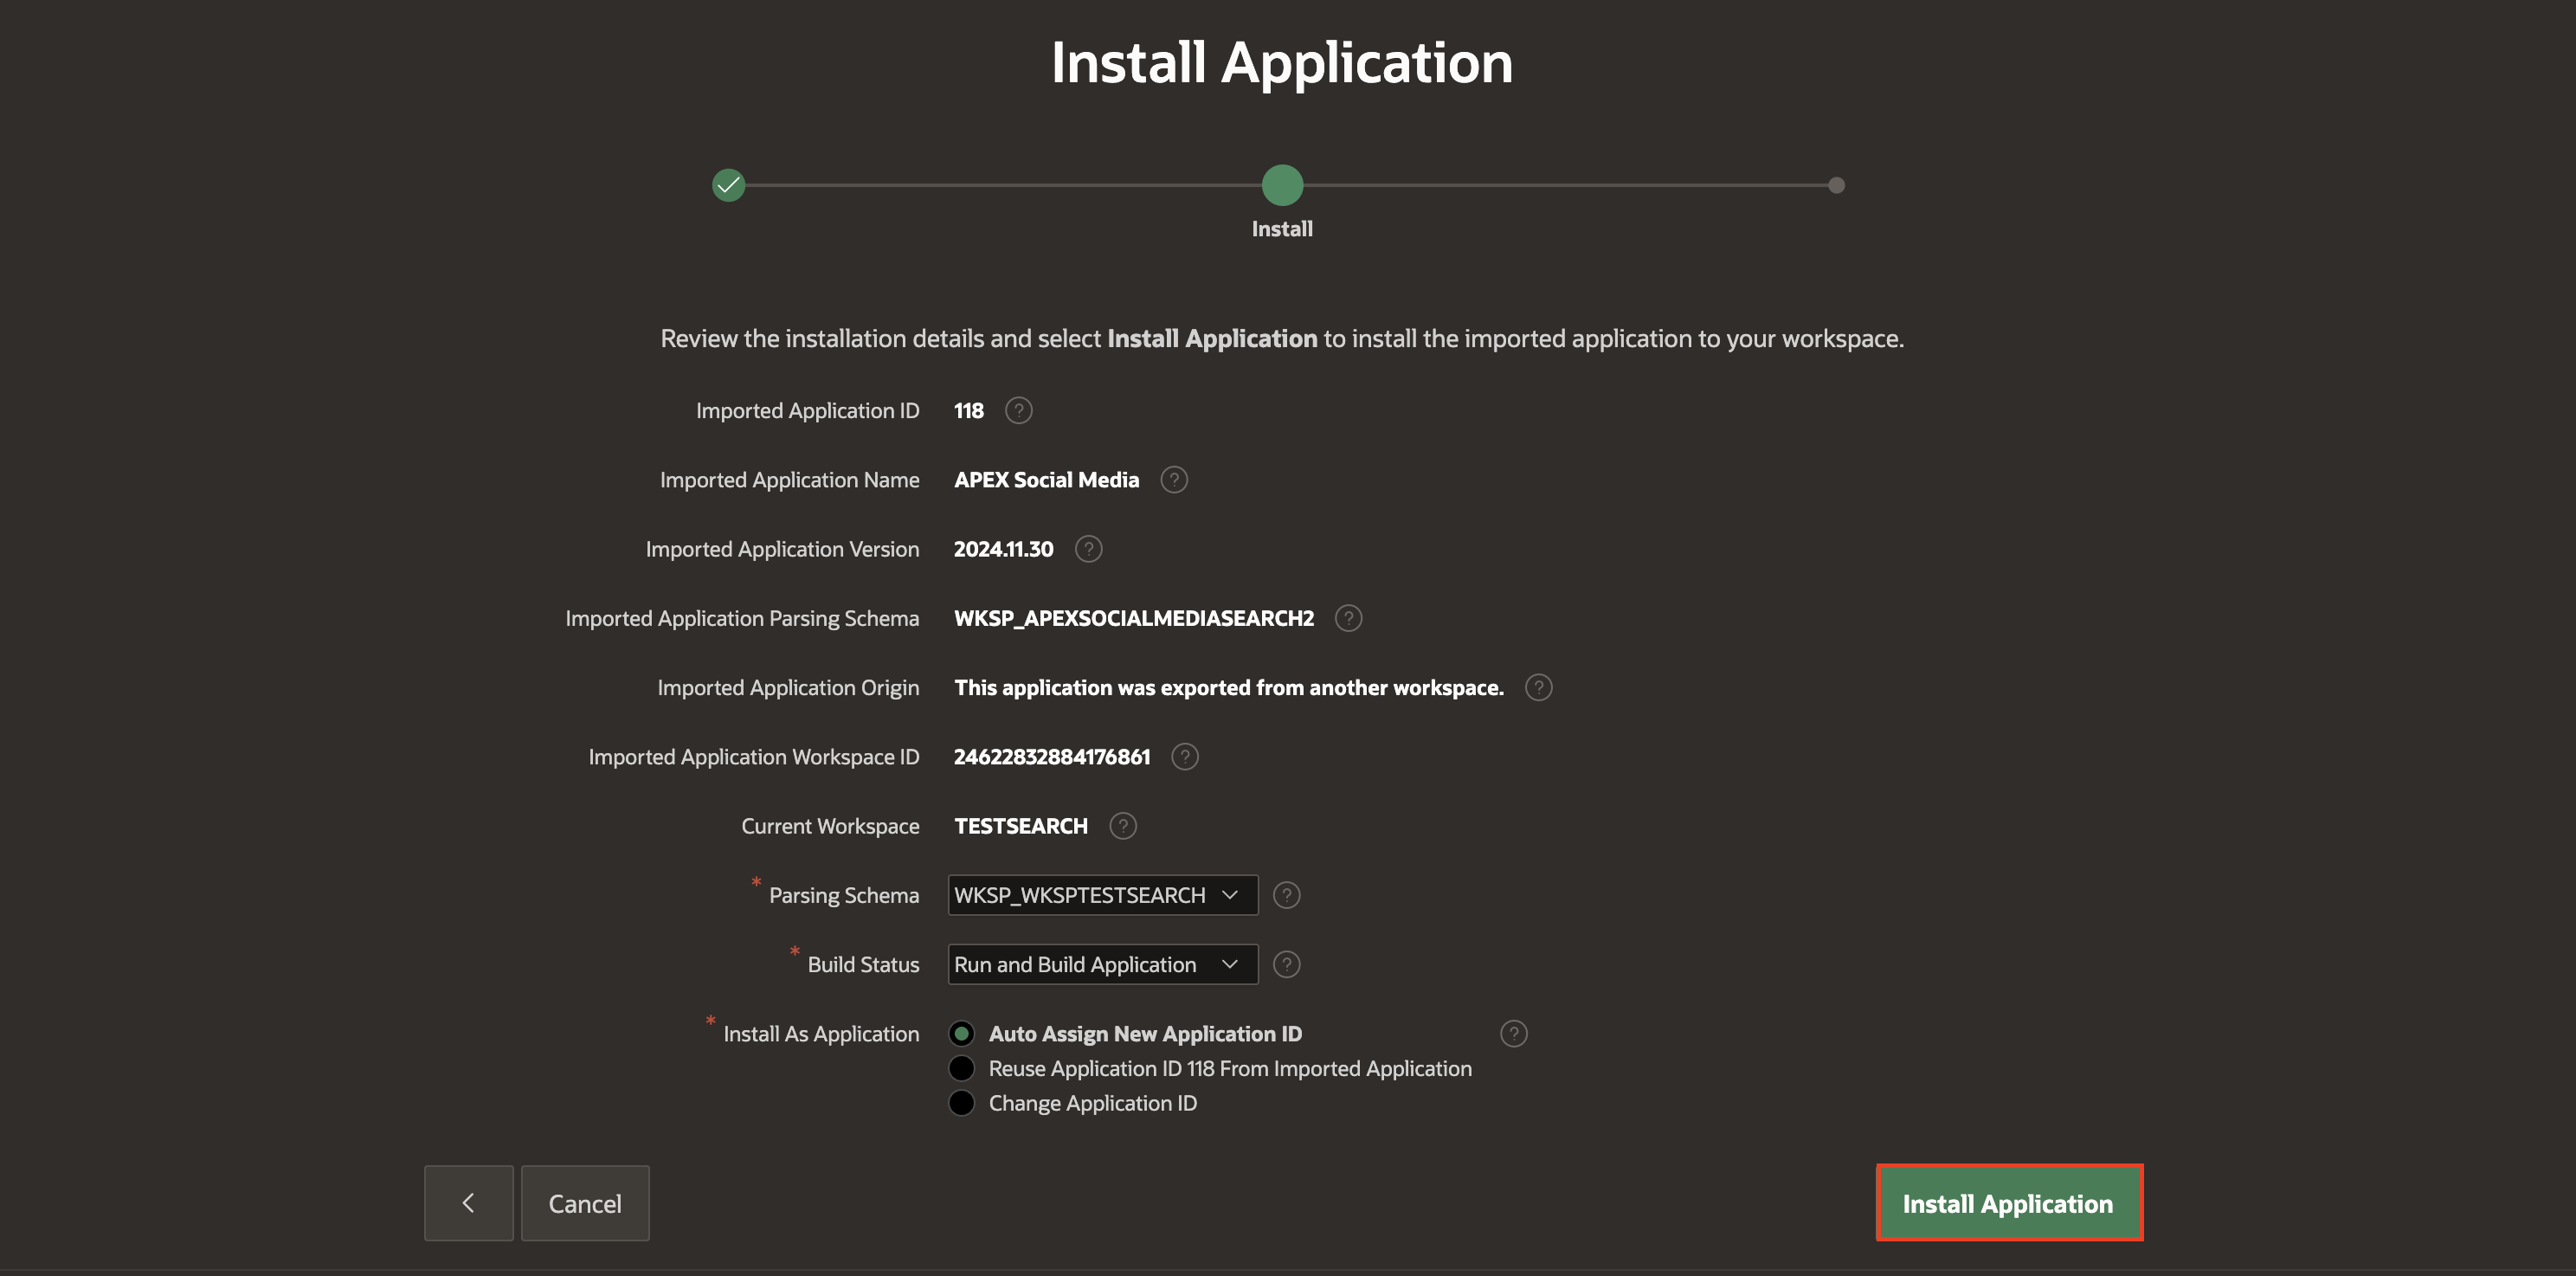 Install Application
Install
Review the installation details and select Install Application to install the imported application to your workspace.
Imported Application ID 118 ?
Imported Application Name APEX Social Media ?
Imported Application Version 2024.11.30 ?
Imported Application Parsing Schema WKSP_APEXSOCIALMEDIASEARCH2 ?
Imported Application Origin This application was exported from another workspace. ?
Imported Application Workspace ID 24622832884176861 ?
Current Workspace TESTSEARCH ?
* Parsing Schema WKSP_WKSPTESTSEARCH ?
* Build Status Run and Build Application ?
* Install As Application Auto Assign New Application ID ?
Reuse Application ID 118 From Imported Application
Change Application ID
Cancel Install Application